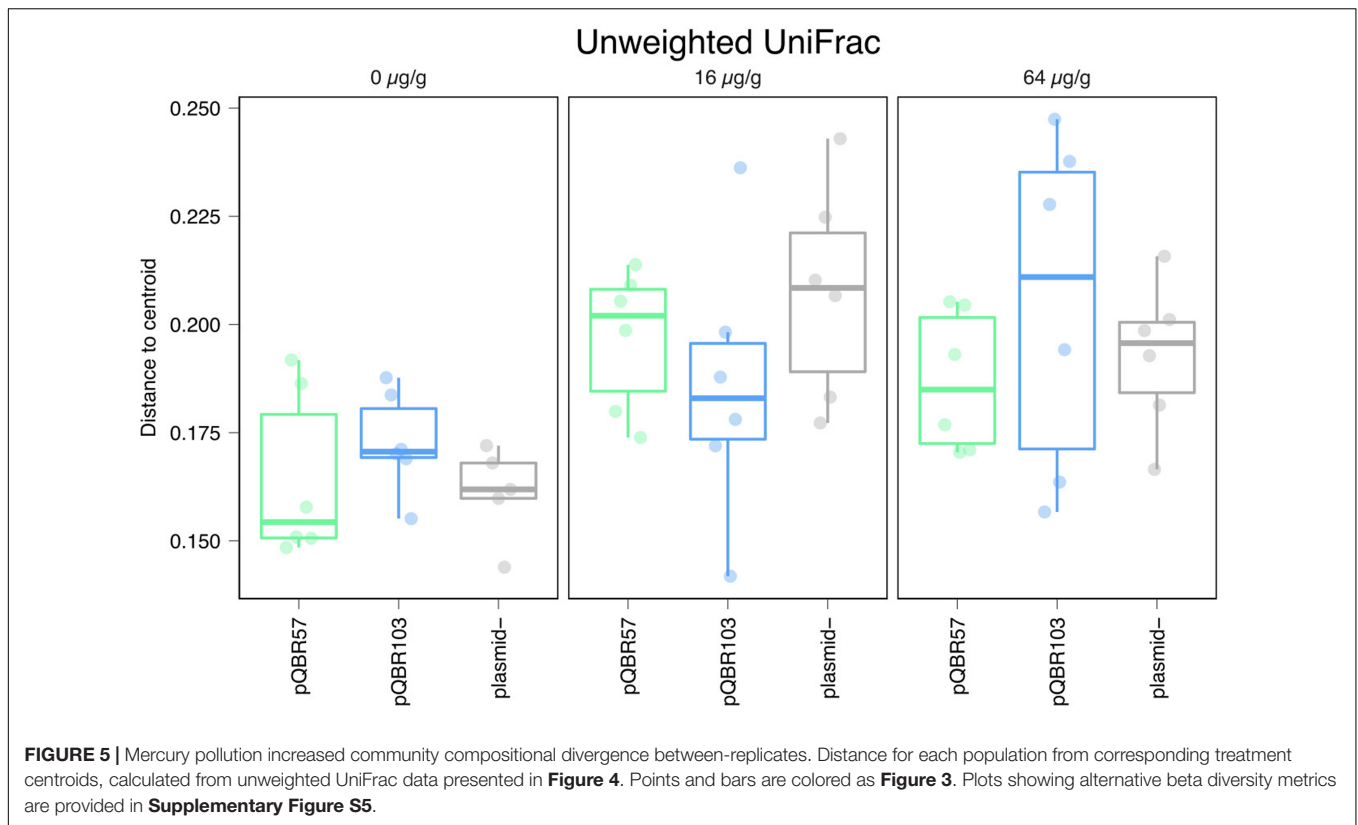 Unweighted UniFrac
0 µg/g
16 µg/g
64 µg/g
Distance to centroid
0.250
0.225
0.200
0.175
0.150
pQBR57
pQBR103
plasmid–
pQBR57
pQBR103
plasmid–
pQBR57
pQBR103
plasmid–
FIGURE 5 | Mercury pollution increased community compositional divergence between-replicates. Distance for each population from corresponding treatment
centroids, calculated from unweighted UniFrac data presented in Figure 4. Points and bars are colored as Figure 3. Plots showing alternative beta diversity metrics
are provided in Supplementary Figure S5.